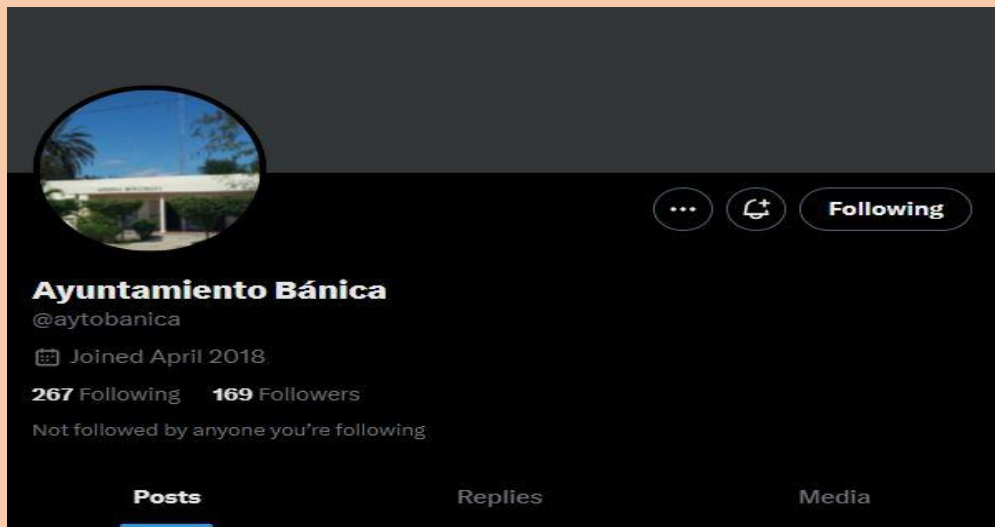 Following
Ayuntamiento Bánica
@aytobanica
Joined April 2018
267 Following 169 Followers
Not followed by anyone you’re following
Posts Replies Media